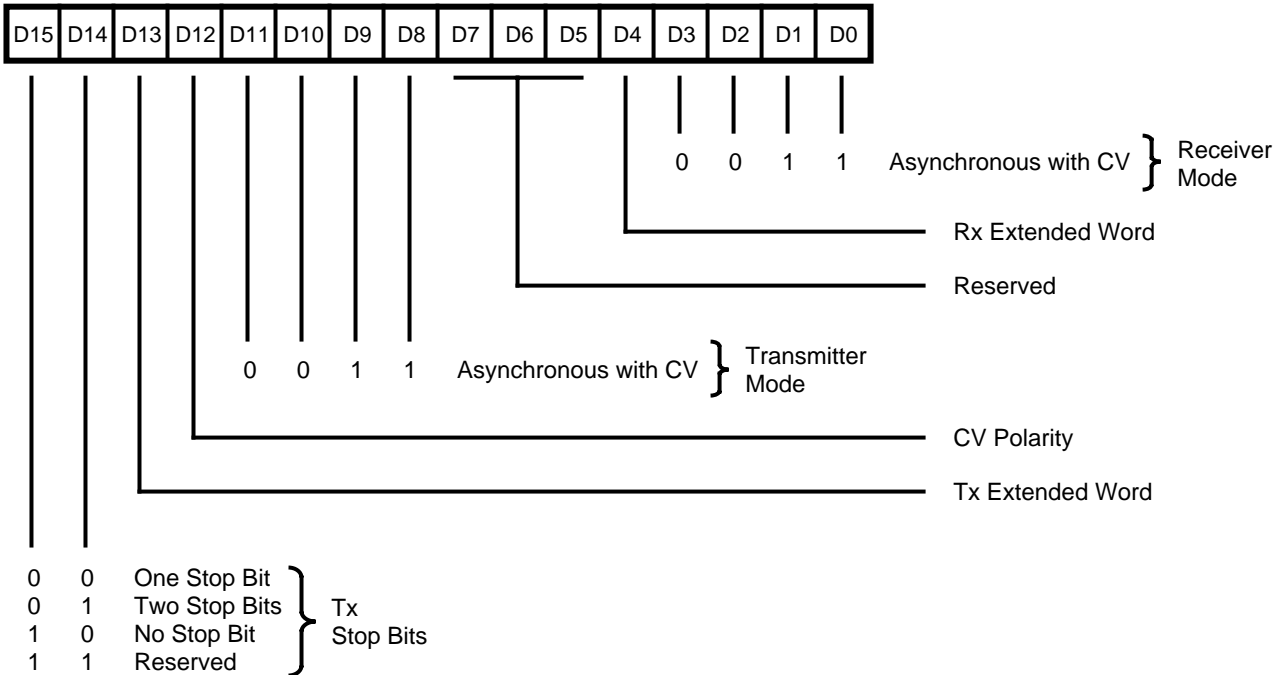 D15 D14 D13 D12 D11 D10 D9 D8 D7 D6 D5 D4 D3 D2 D1 D0
0 0 1 1 Asynchronous with CV
Receiver
Mode
Rx Extended Word
Reserved
0 0 1 1 Asynchronous with CV
Transmitter
Mode
CV Polarity
Tx Extended Word
0 0 One Stop Bit
0 1 Two Stop Bits
1 0 No Stop Bit
1 1 Reserved
Tx
Stop Bits